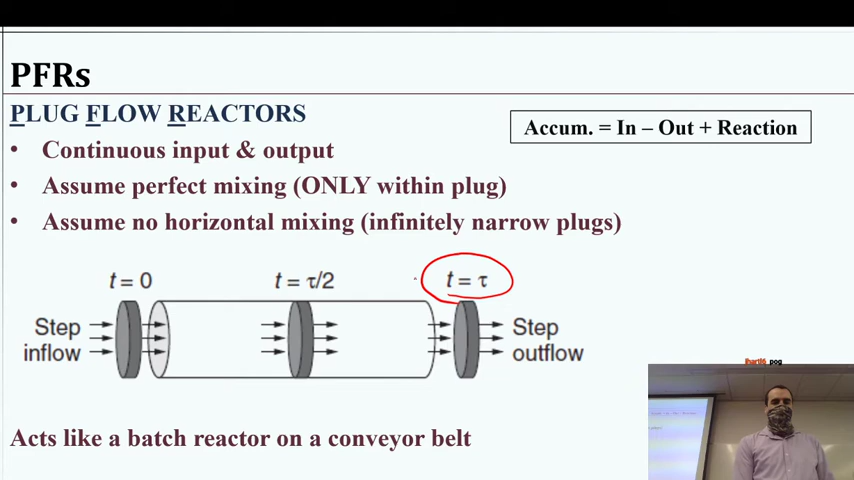 PFRs
PLUG FLOW REACTORS
Accum. = In – Out + Reaction
• Continuous input & output
• Assume perfect mixing (ONLY within plug)
• Assume no horizontal mixing (infinitely narrow plugs)
t = 0
t = τ/2
t = τ
Step
inflow
Step
outflow
Acts like a batch reactor on a conveyor belt